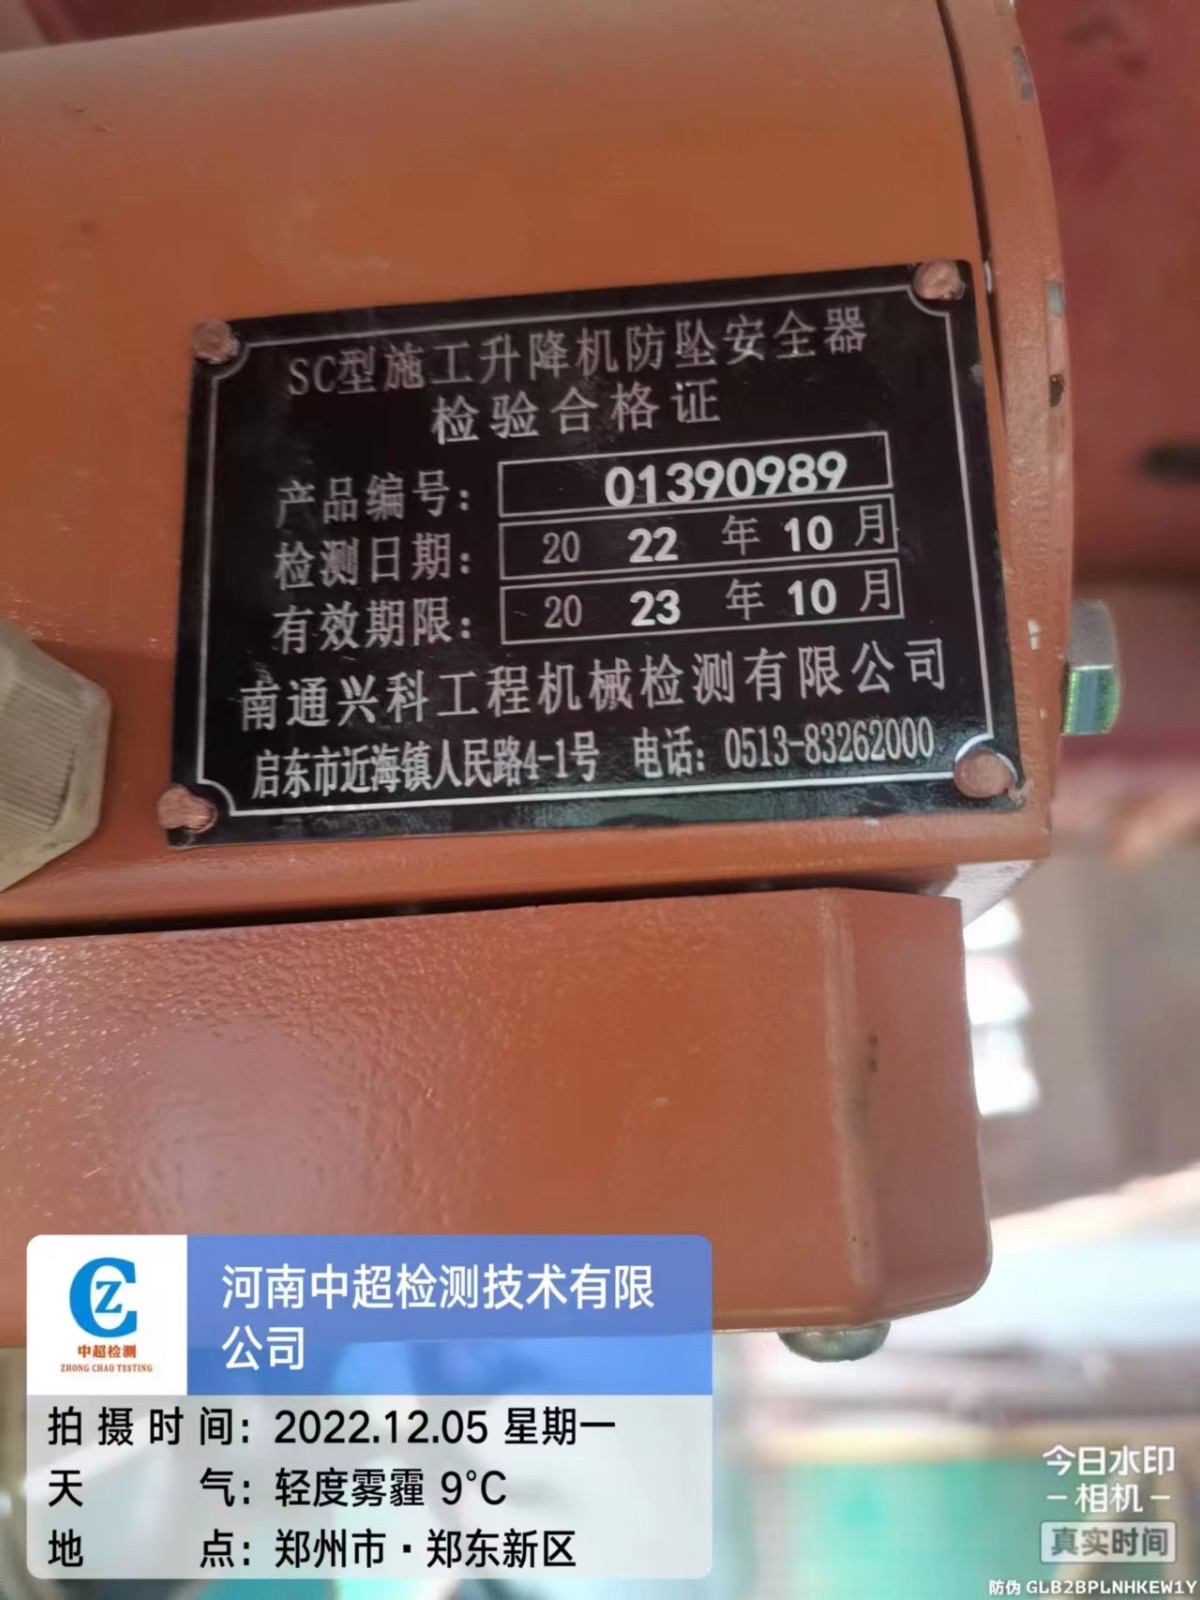 SC型施工升降机防坠安全器
检验合格证
产品编号: 01390989
检测日期: 20 22 年 10 月
有效期限: 20 23 年 10 月
南通兴科工程机械检测有限公司
启东市近海镇人民路4-1号 电话: 0513-83262000
CZ
中超检测
ZHONG CHAO TESTING
河南中超检测技术有限
公司
拍摄时间: 2022.12.05 星期一
天气: 轻度雾霾 9°C
地点: 郑州市·郑东新区
今日水印
-相机-
真实时间
防伪 GLB2BPLNHKEW1Y